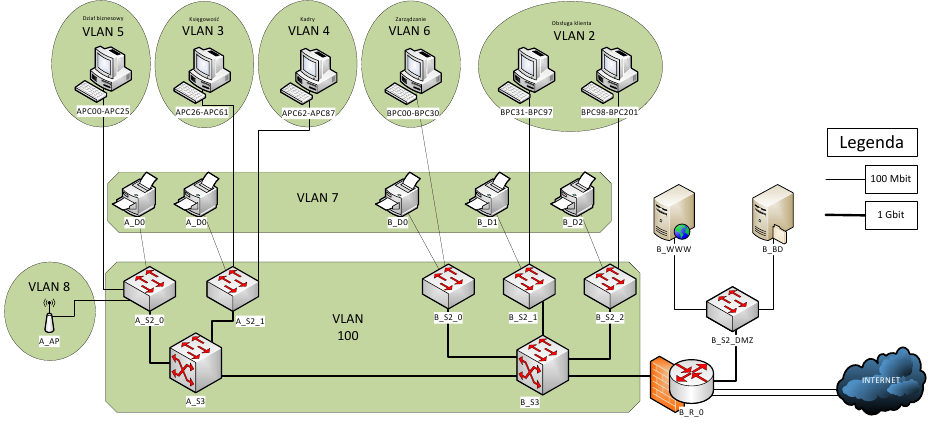 Dział biznesowy
VLAN 5
APC00-APC25
Księgowość
VLAN 3
APC26-APC61
Kadry
VLAN 4
APC62-APC87
Zarządzanie
VLAN 6
BPC00-BPC30
Obsługa klienta
VLAN 2
BPC31-BPC97
BPC98-BPC201
Legenda
100 Mbit
1 Gbit
VLAN 7
A_D0
A_D0
B_D0
B_D1
B_D2
B_WWW
B_BD
VLAN 8
A_AP
VLAN
100
A_S2_0
A_S2_1
B_S2_0
B_S2_1
B_S2_2
B_S2_DMZ
A_S3
B_S3
B_R_0
INTERNET